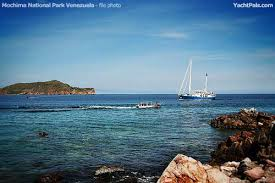 Mochima National Park Venezuela - file photo
YachtPals.com